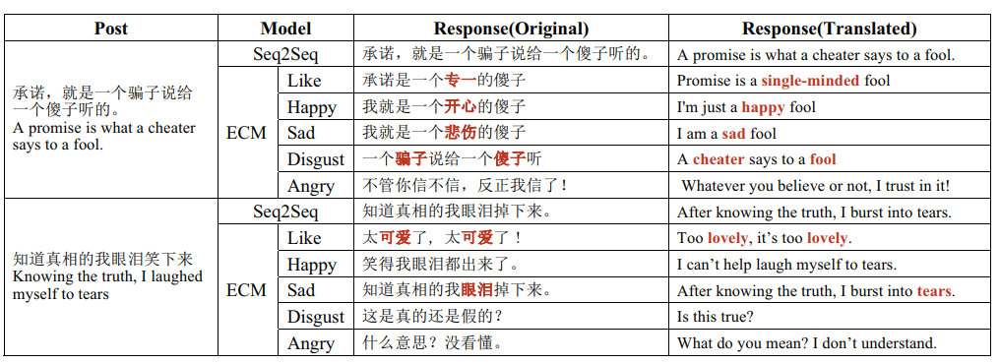 Post Model Response(Original) Response(Translated)
承诺，就是一个骗子说给
一个傻子听的。
A promise is what a cheater
says to a fool.
Seq2Seq 承诺，就是一个骗子说给一个傻子听的。 A promise is what a cheater says to a fool.
ECM
Like 承诺是一个专一的傻子 Promise is a single-minded fool
Happy 我就是一个开心的傻子 I'm just a happy fool
Sad 我就是一个悲伤的傻子 I am a sad fool
Disgust 一个骗子说给一个傻子听 A cheater says to a fool
Angry 不管你信不信，反正我信了！ Whatever you believe or not, I trust in it!
知道真相的我眼泪笑下来
Knowing the truth, I laughed
myself to tears
Seq2Seq 知道真相的我眼泪掉下来。 After knowing the truth, I burst into tears.
ECM
Like 太可爱了，太可爱了！ Too lovely, it's too lovely.
Happy 笑得我眼泪都出来了。 I can't help laugh myself to tears.
Sad 知道真相的我眼泪掉下来。 After knowing the truth, I burst into tears.
Disgust 这是真的还是假的？ Is this true?
Angry 什么意思？没看懂。 What do you mean? I don't understand.